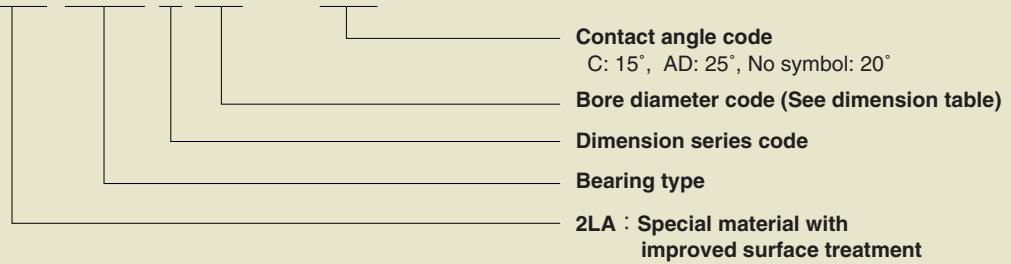 Contact angle code
C: 15˚, AD: 25˚, No symbol: 20˚
Bore diameter code (See dimension table)
Dimension series code
Bearing type
2LA：Special material with
improved surface treatment